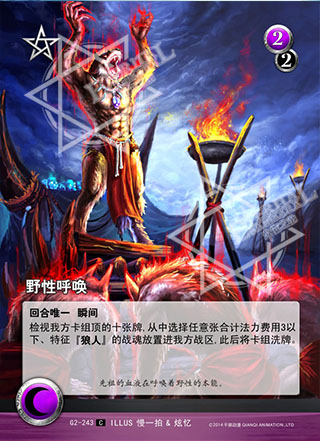 2
2
野性呼唤
回合唯一 瞬间
检视我方卡组顶的十张牌,从中选择任意张合计法力费用3以
下、特征『狼人』的战魂放置进我方战区,此后将卡组洗牌。
先祖的血液在呼唤着野性的本能。
G2-243 C ILLUS 慢一拍 & 炫忆
©2014 千骐动漫 QIANQI ANIMATION.,LTD